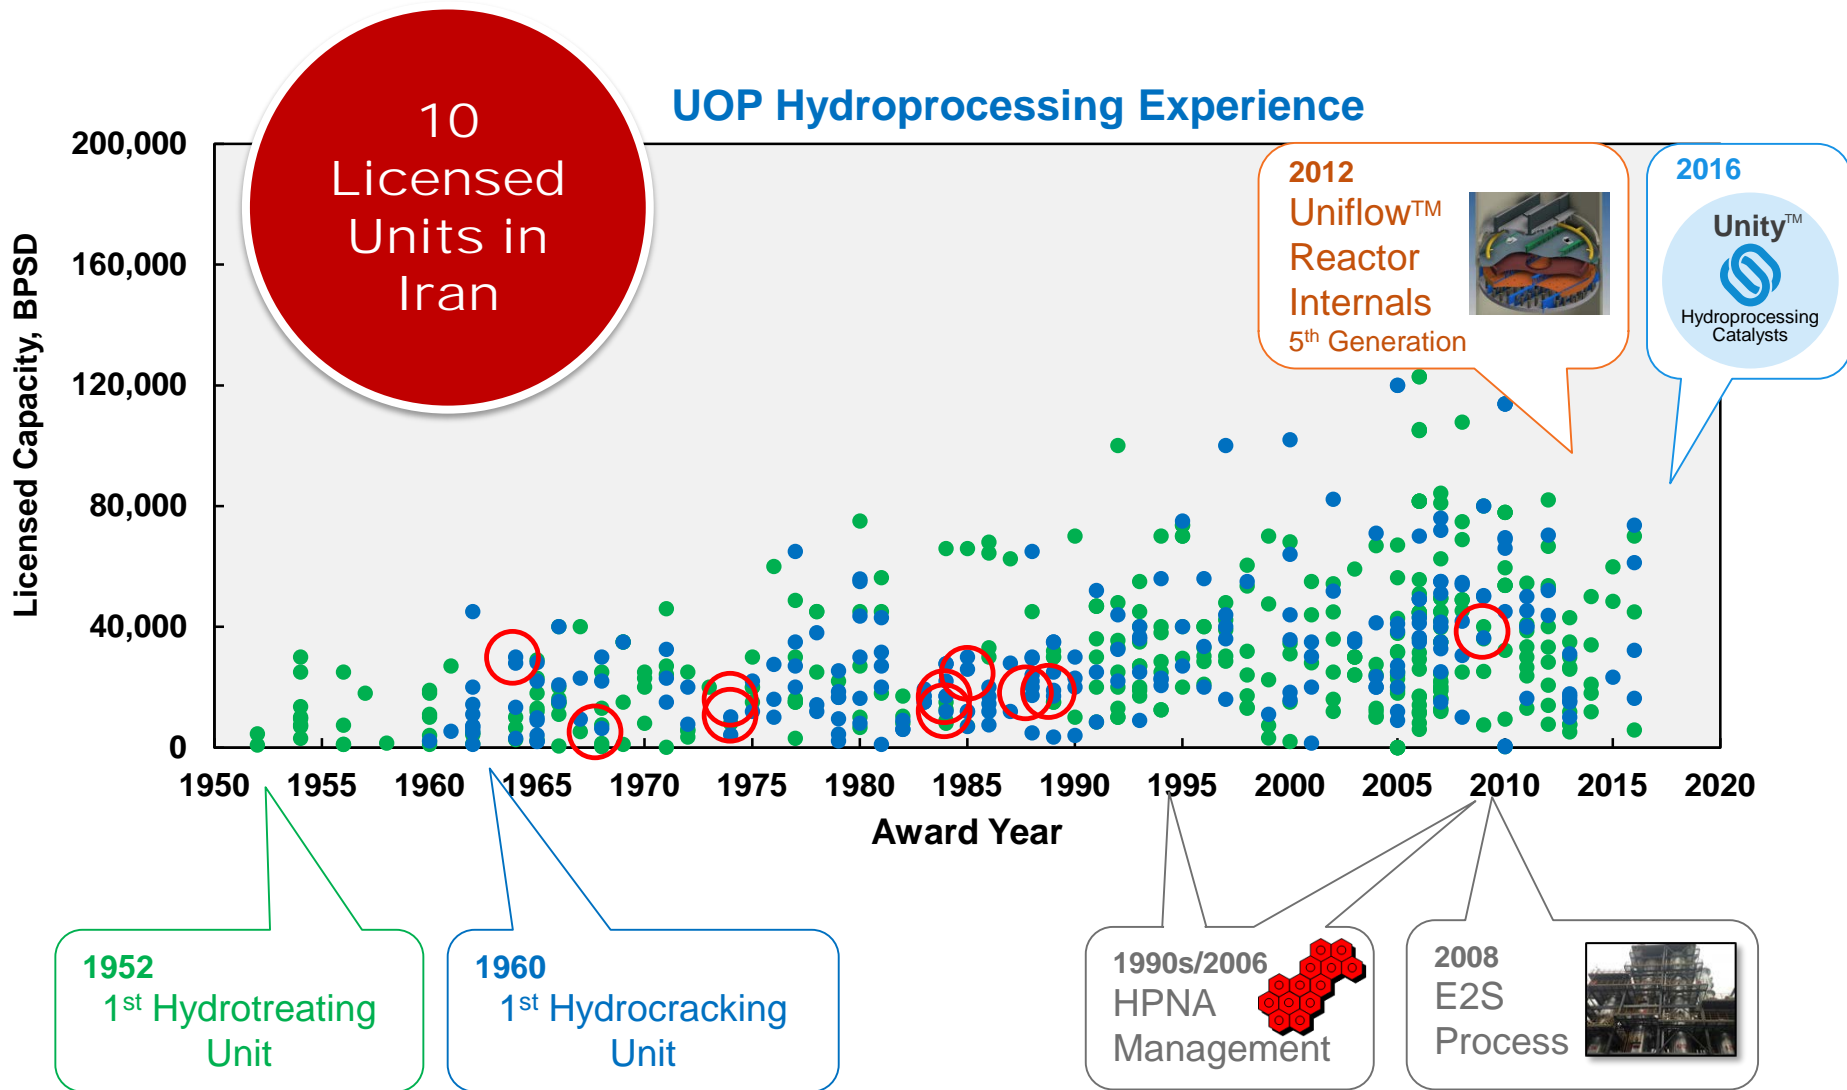 10
Licensed
Units in
Iran
UOP Hydroprocessing Experience
Licensed Capacity, BPSD
200,000
160,000
120,000
80,000
40,000
0
1950 1955 1960 1965 1970 1975 1980 1985 1990 1995 2000 2005 2010 2015 2020
Award Year
2012
Uniflow™
Reactor
Internals
5th Generation
2016
Unity™
Hydroprocessing
Catalysts
1952
1st Hydrotreating
Unit
1960
1st Hydrocracking
Unit
1990s/2006
HPNA
Management
2008
E2S
Process